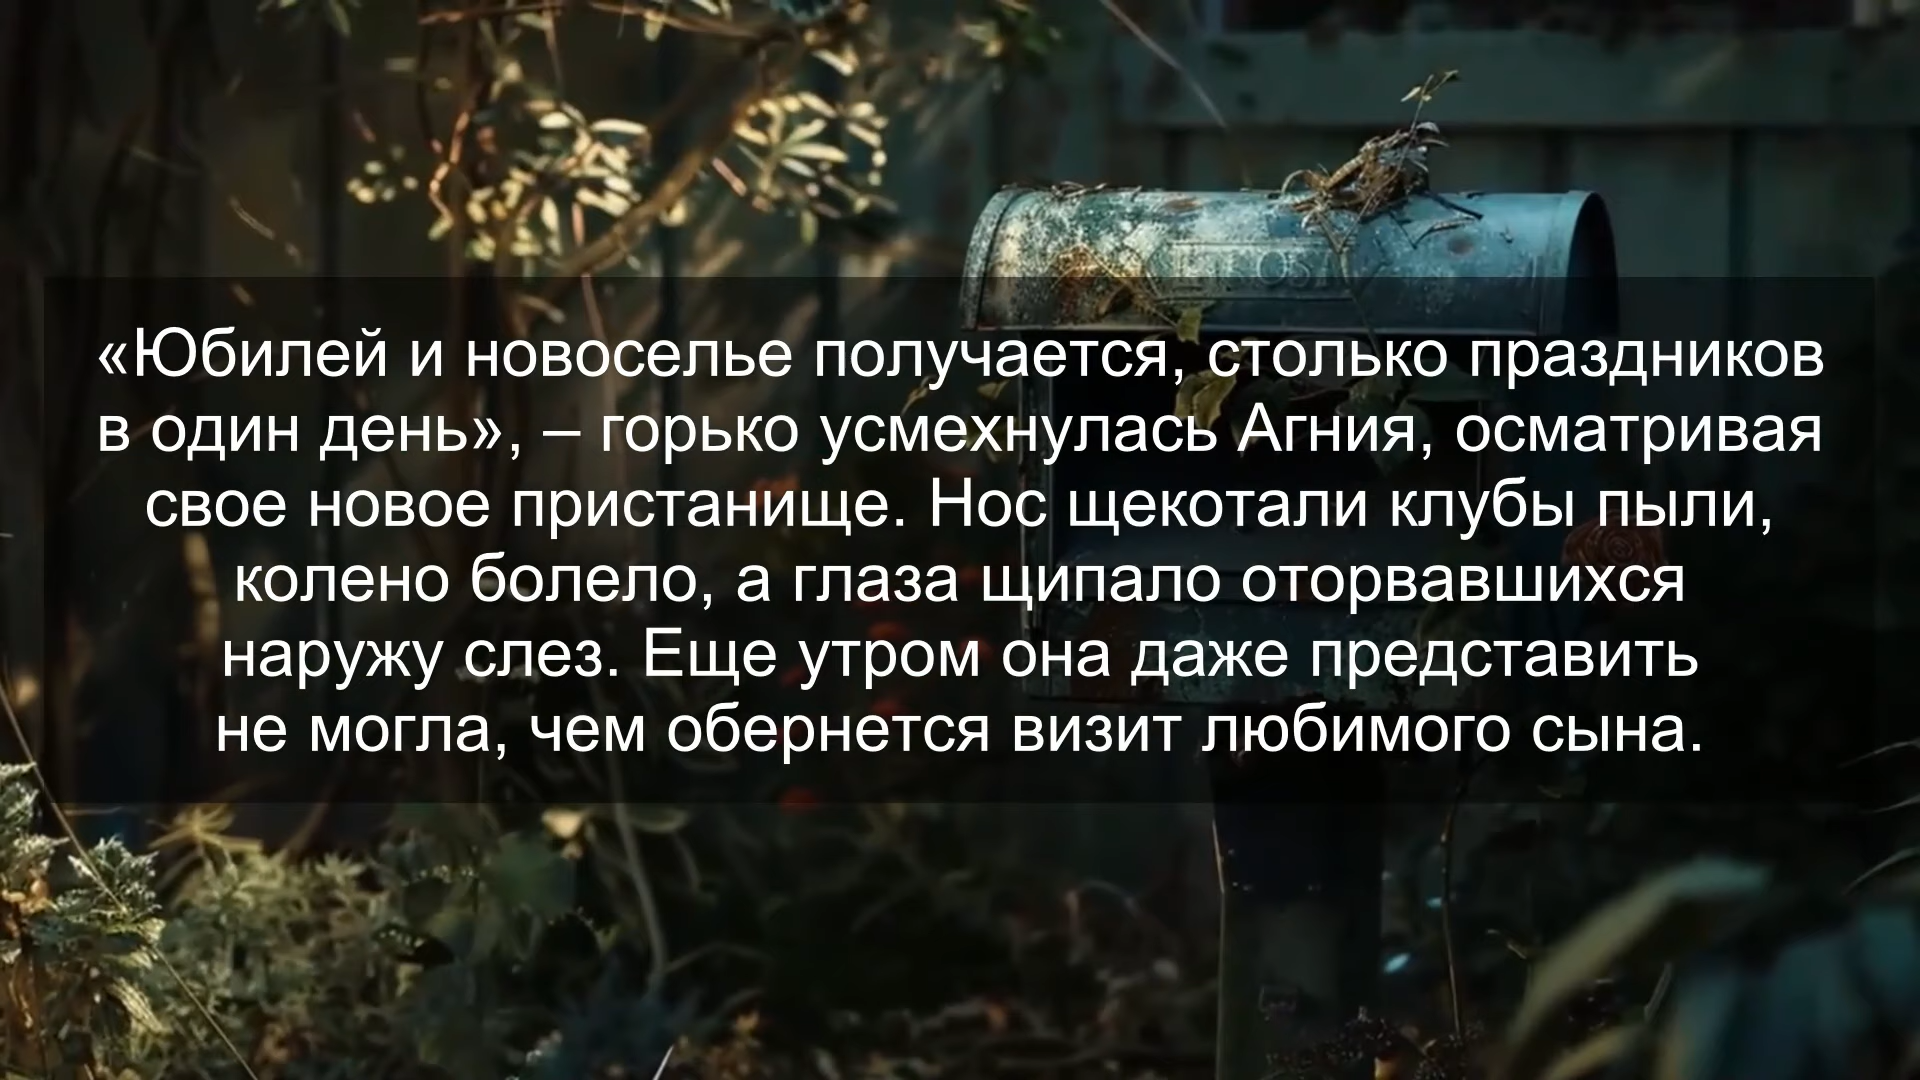 «Юбилей и новоселье получается, столько праздников
в один день», – горько усмехнулась Агния, осматривая
свое новое пристанище. Нос щекотали клубы пыли,
колено болело, а глаза щипало оторвавшихся
наружу слез. Еще утром она даже представить
не могла, чем обернется визит любимого сына.